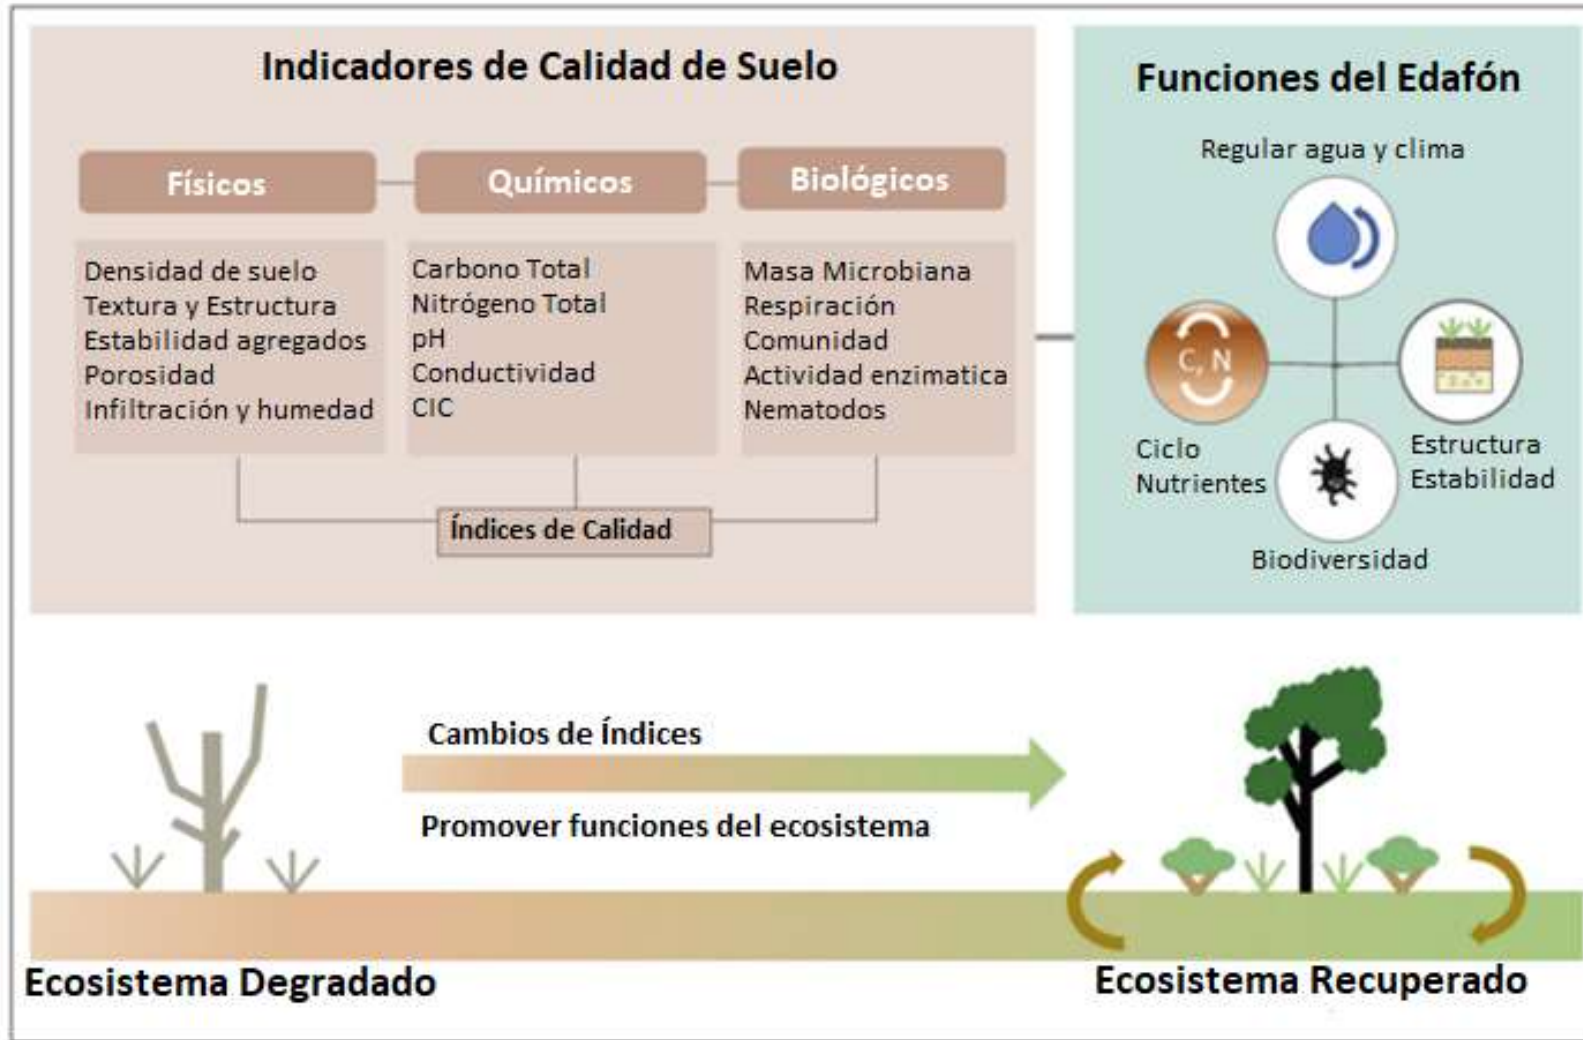 Indicadores de Calidad de Suelo
Físicos
Químicos
Biológicos
Densidad de suelo
Textura y Estructura
Estabilidad agregados
Porosidad
Infiltración y humedad
Carbono Total
Nitrógeno Total
pH
Conductividad
CIC
Masa Microbiana
Respiración
Comunidad
Actividad enzimatica
Nematodos
Índices de Calidad
Funciones del Edafón
Regular agua y clima
C, N
Ciclo
Nutrientes
Estructura
Estabilidad
Biodiversidad
Cambios de Índices
Promover funciones del ecosistema
Ecosistema Degradado
Ecosistema Recuperado